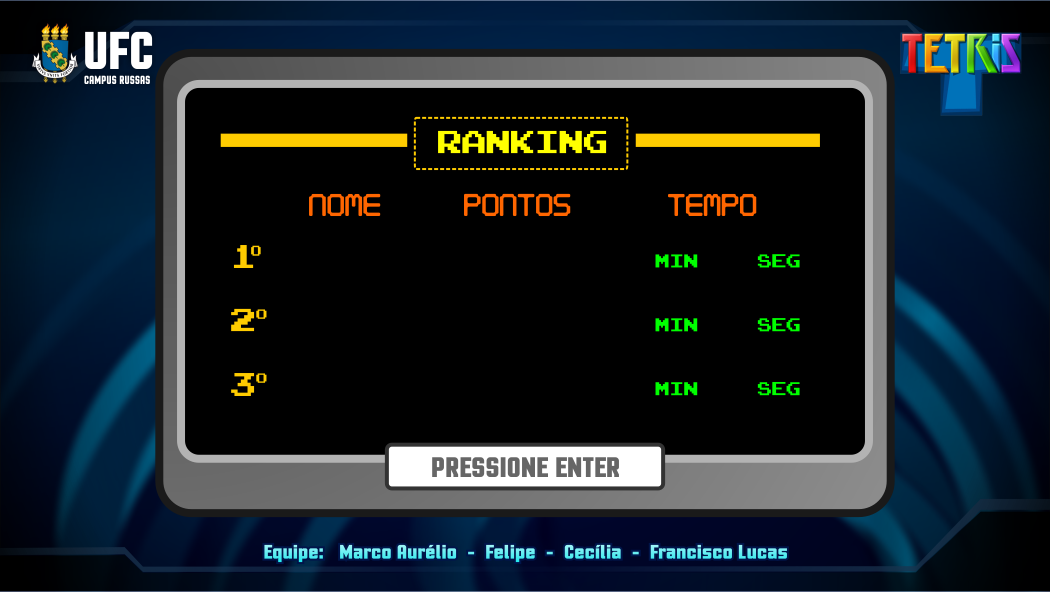 UFC
CAMPUS RUSSAS
TETRiS
RANKING
NOME PONTOS TEMPO
1º MIN SEG
2º MIN SEG
3º MIN SEG
PRESSIONE ENTER
Equipe: Marco Aurélio - Felipe - Cecília - Francisco Lucas